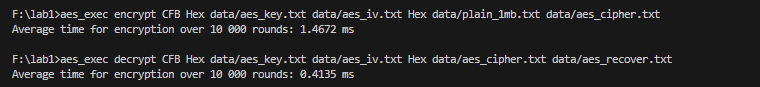 F:\lab1>aes_exec encrypt CFB Hex data/aes_key.txt data/aes_iv.txt Hex data/plain_1mb.txt data/aes_cipher.txt
Average time for encryption over 10 000 rounds: 1.4672 ms
F:\lab1>aes_exec decrypt CFB Hex data/aes_key.txt data/aes_iv.txt Hex data/aes_cipher.txt data/aes_recover.txt
Average time for encryption over 10 000 rounds: 0.4135 ms